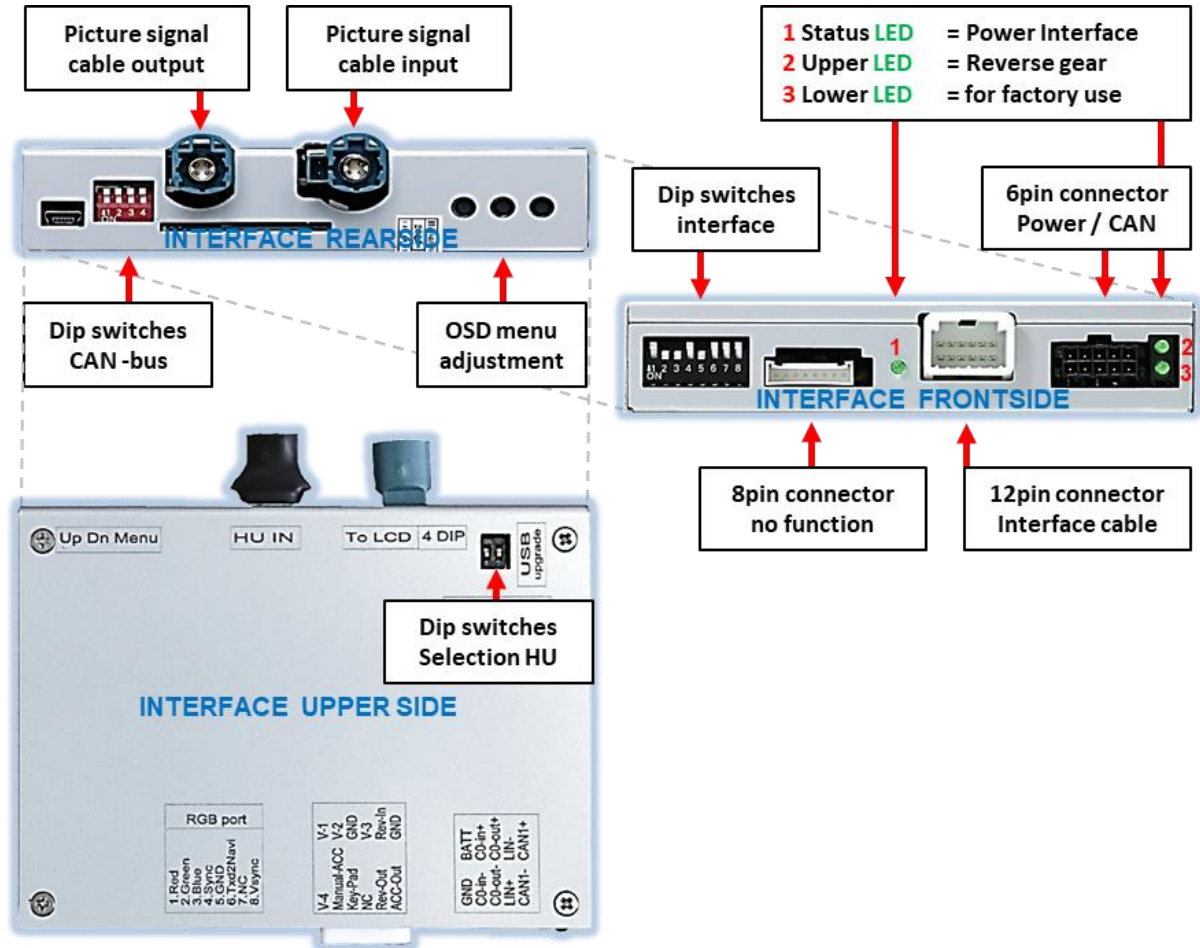 Picture signal
cable output
Picture signal
cable input
1 Status LED = Power Interface
2 Upper LED = Reverse gear
3 Lower LED = for factory use
Dip switches
interface
6pin connector
Power / CAN
1 2 3 4
ON
INTERFACE REARSIDE
Dip switches
CAN -bus
OSD menu
adjustment
1 2 3 4 5 6 7 8
ON
1
2
3
INTERFACE FRONTSIDE
8pin connector
no function
12pin connector
Interface cable
Up Dn Menu
HU IN
To LCD
4 DIP
USB
upgrade
Dip switches
Selection HU
INTERFACE UPPER SIDE
RGB port
1.Red
2.Green
3.Blue
4.Sync
5.GND
6.Txd2Navi
7.NC
8.Vsync
V-4 V-1
Manual-ACC V-2
Key-Pad GND
NC V-3
Rev-Out Rev-In
ACC-Out GND
GND BATT
C0-in- C0-in+
C0-out- C0-out+
LIN+ LIN-
CAN1- CAN1+